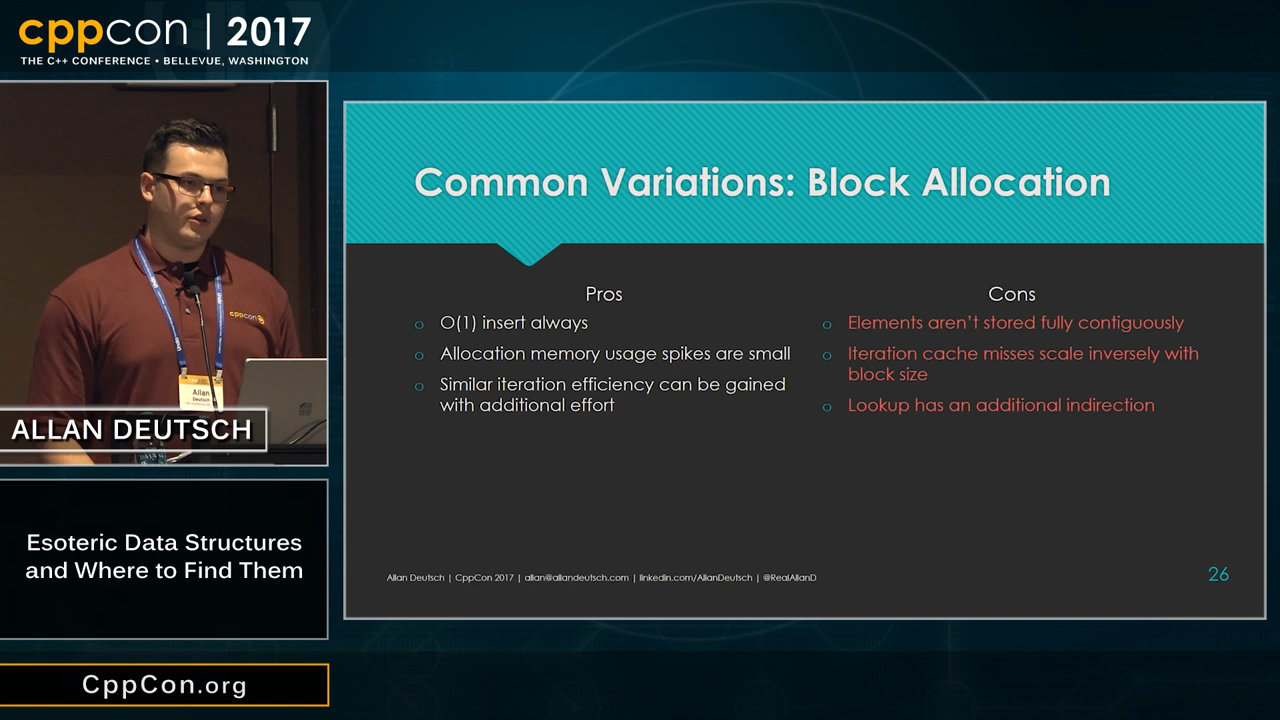 cppcon | 2017
THE C++ CONFERENCE • BELLEVUE, WASHINGTON
cppcon
Allan
Deutsch
ALLAN DEUTSCH
Esoteric Data Structures
and Where to Find Them
CppCon.org
Common Variations: Block Allocation
Pros
O(1) insert always
Allocation memory usage spikes are small
Similar iteration efficiency can be gained
with additional effort
Cons
Elements aren't stored fully contiguously
Iteration cache misses scale inversely with
block size
Lookup has an additional indirection
Allan Deutsch | CppCon 2017 | allan@allandeutsch.com | linkedin.com/AllanDeutsch | @RealAllanD
26